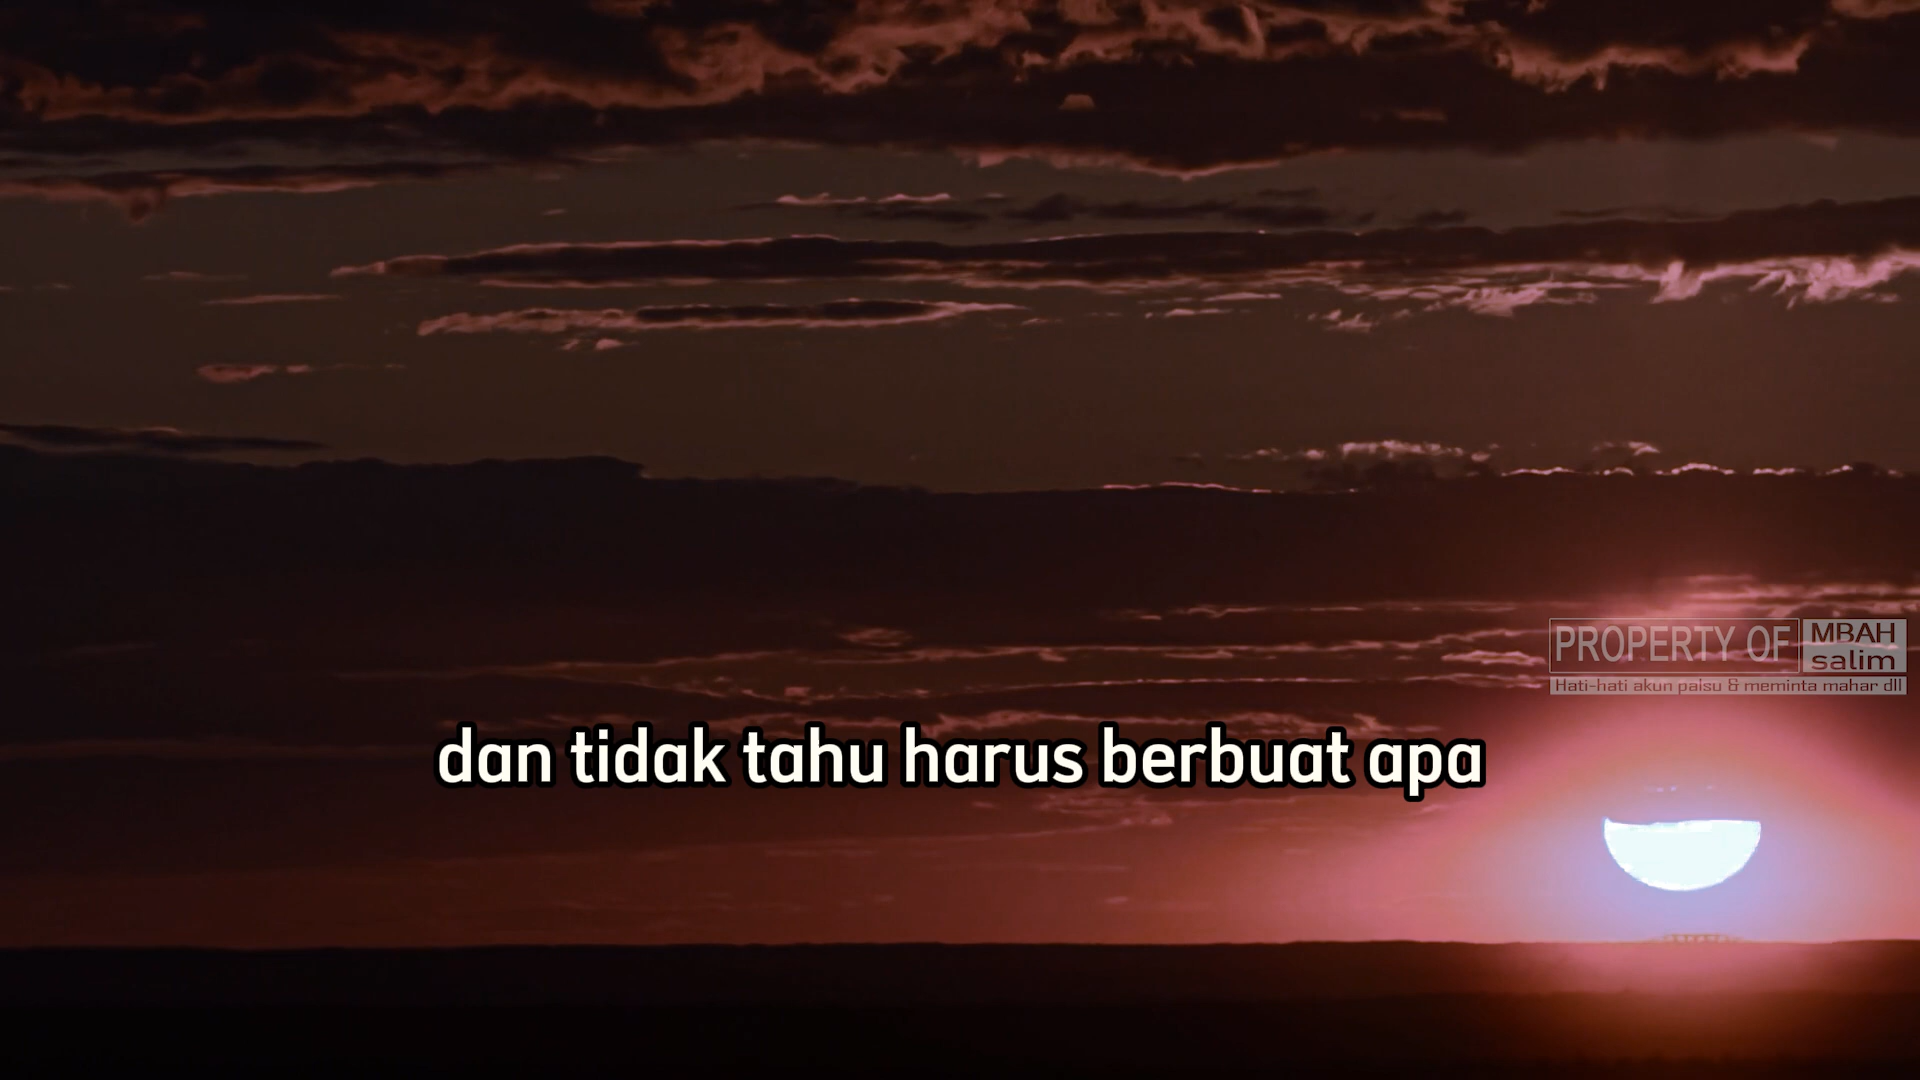 PROPERTY OF MBAH salim
Hati-hati akun palsu & meminta mahar dll
dan tidak tahu harus berbuat apa